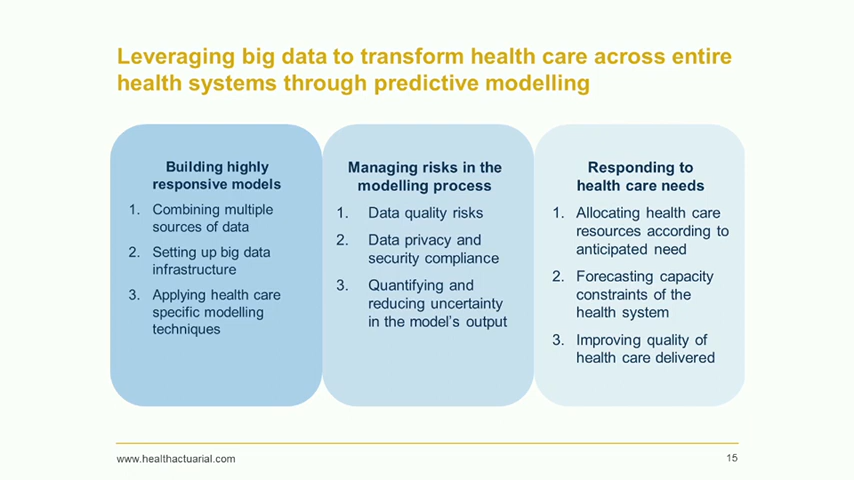 Leveraging big data to transform health care across entire
health systems through predictive modelling
Building highly
responsive models
1. Combining multiple
sources of data
2. Setting up big data
infrastructure
3. Applying health care
specific modelling
techniques
Managing risks in the
modelling process
1. Data quality risks
2. Data privacy and
security compliance
3. Quantifying and
reducing uncertainty
in the model's output
Responding to
health care needs
1. Allocating health care
resources according to
anticipated need
2. Forecasting capacity
constraints of the
health system
3. Improving quality of
health care delivered
www.healthactuarial.com
15